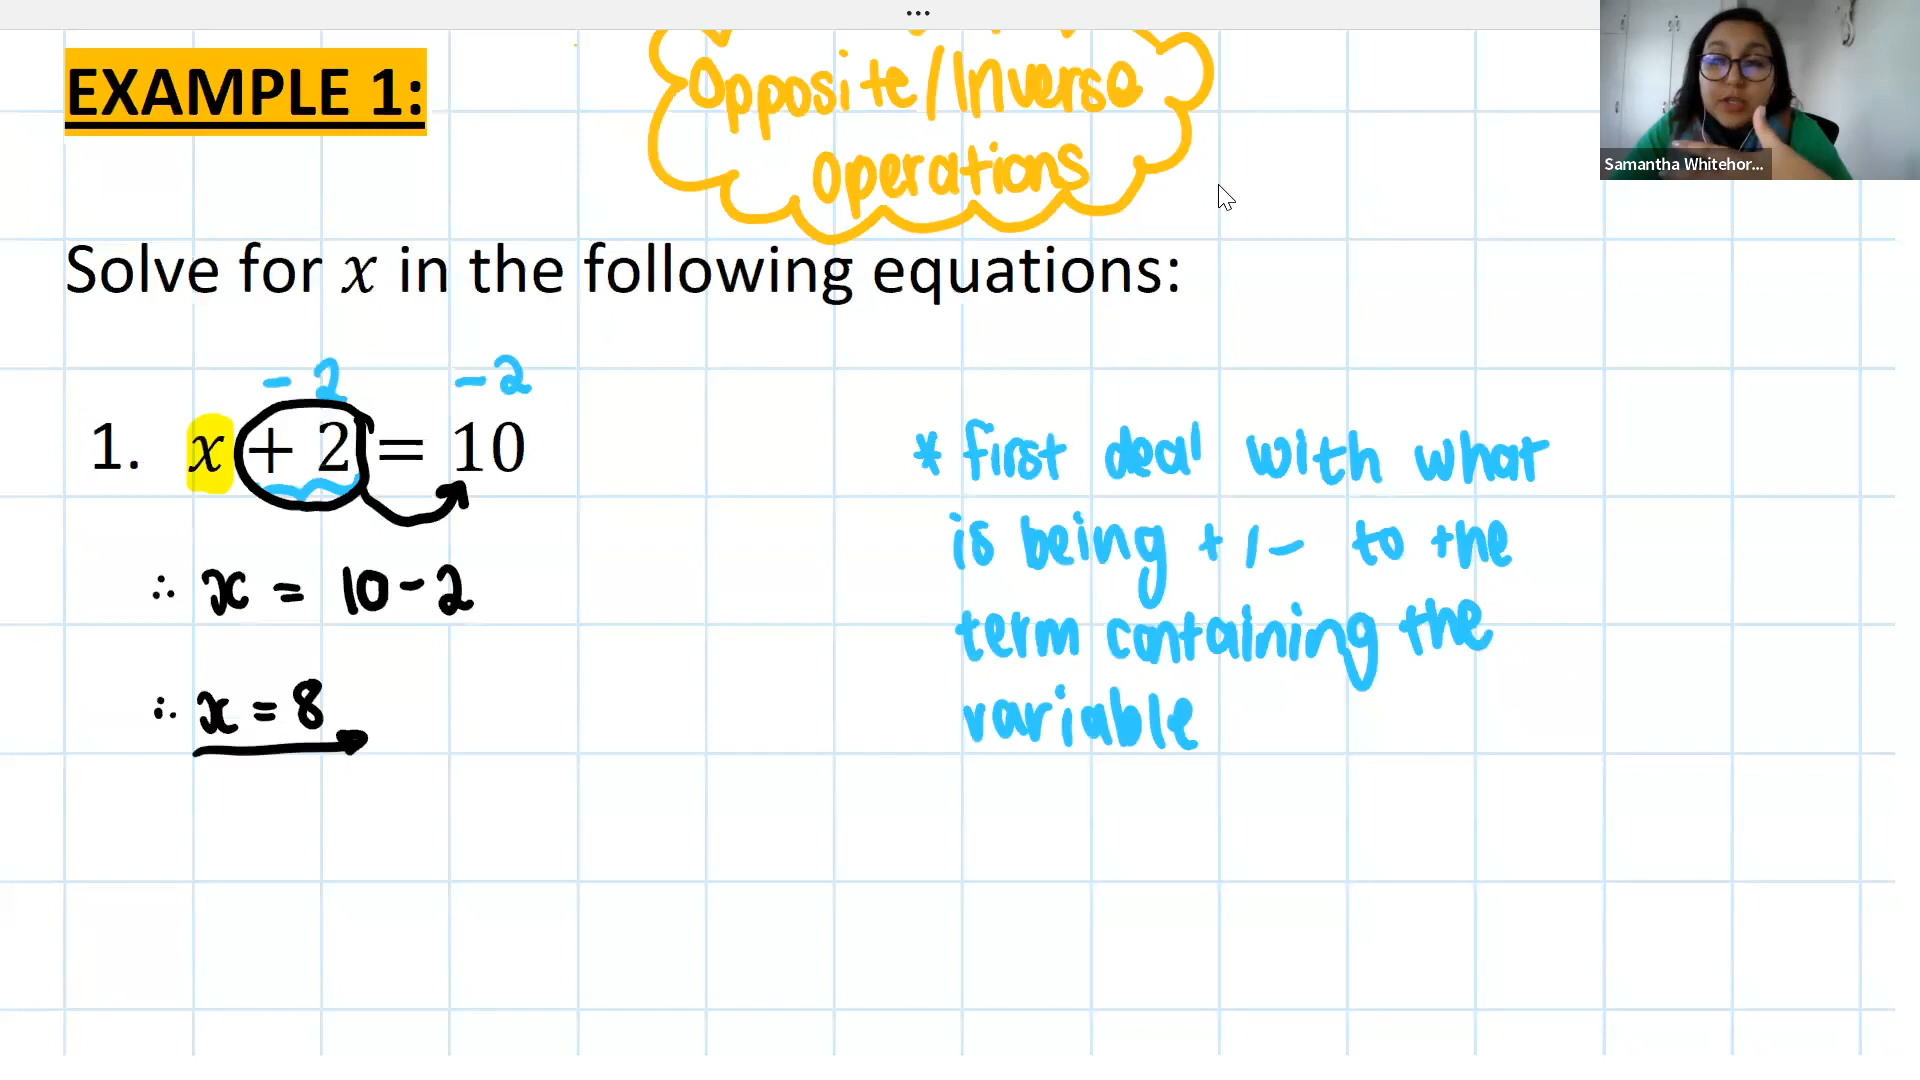 ...
EXAMPLE 1:
Opposite/Inverse
operations
Samantha Whitehor...
Solve for x in the following equations:
-2 -2
1. x + 2 = 10
∴ x = 10-2
∴ x = 8
* first deal with what
is being +/- to the
term containing the
variable